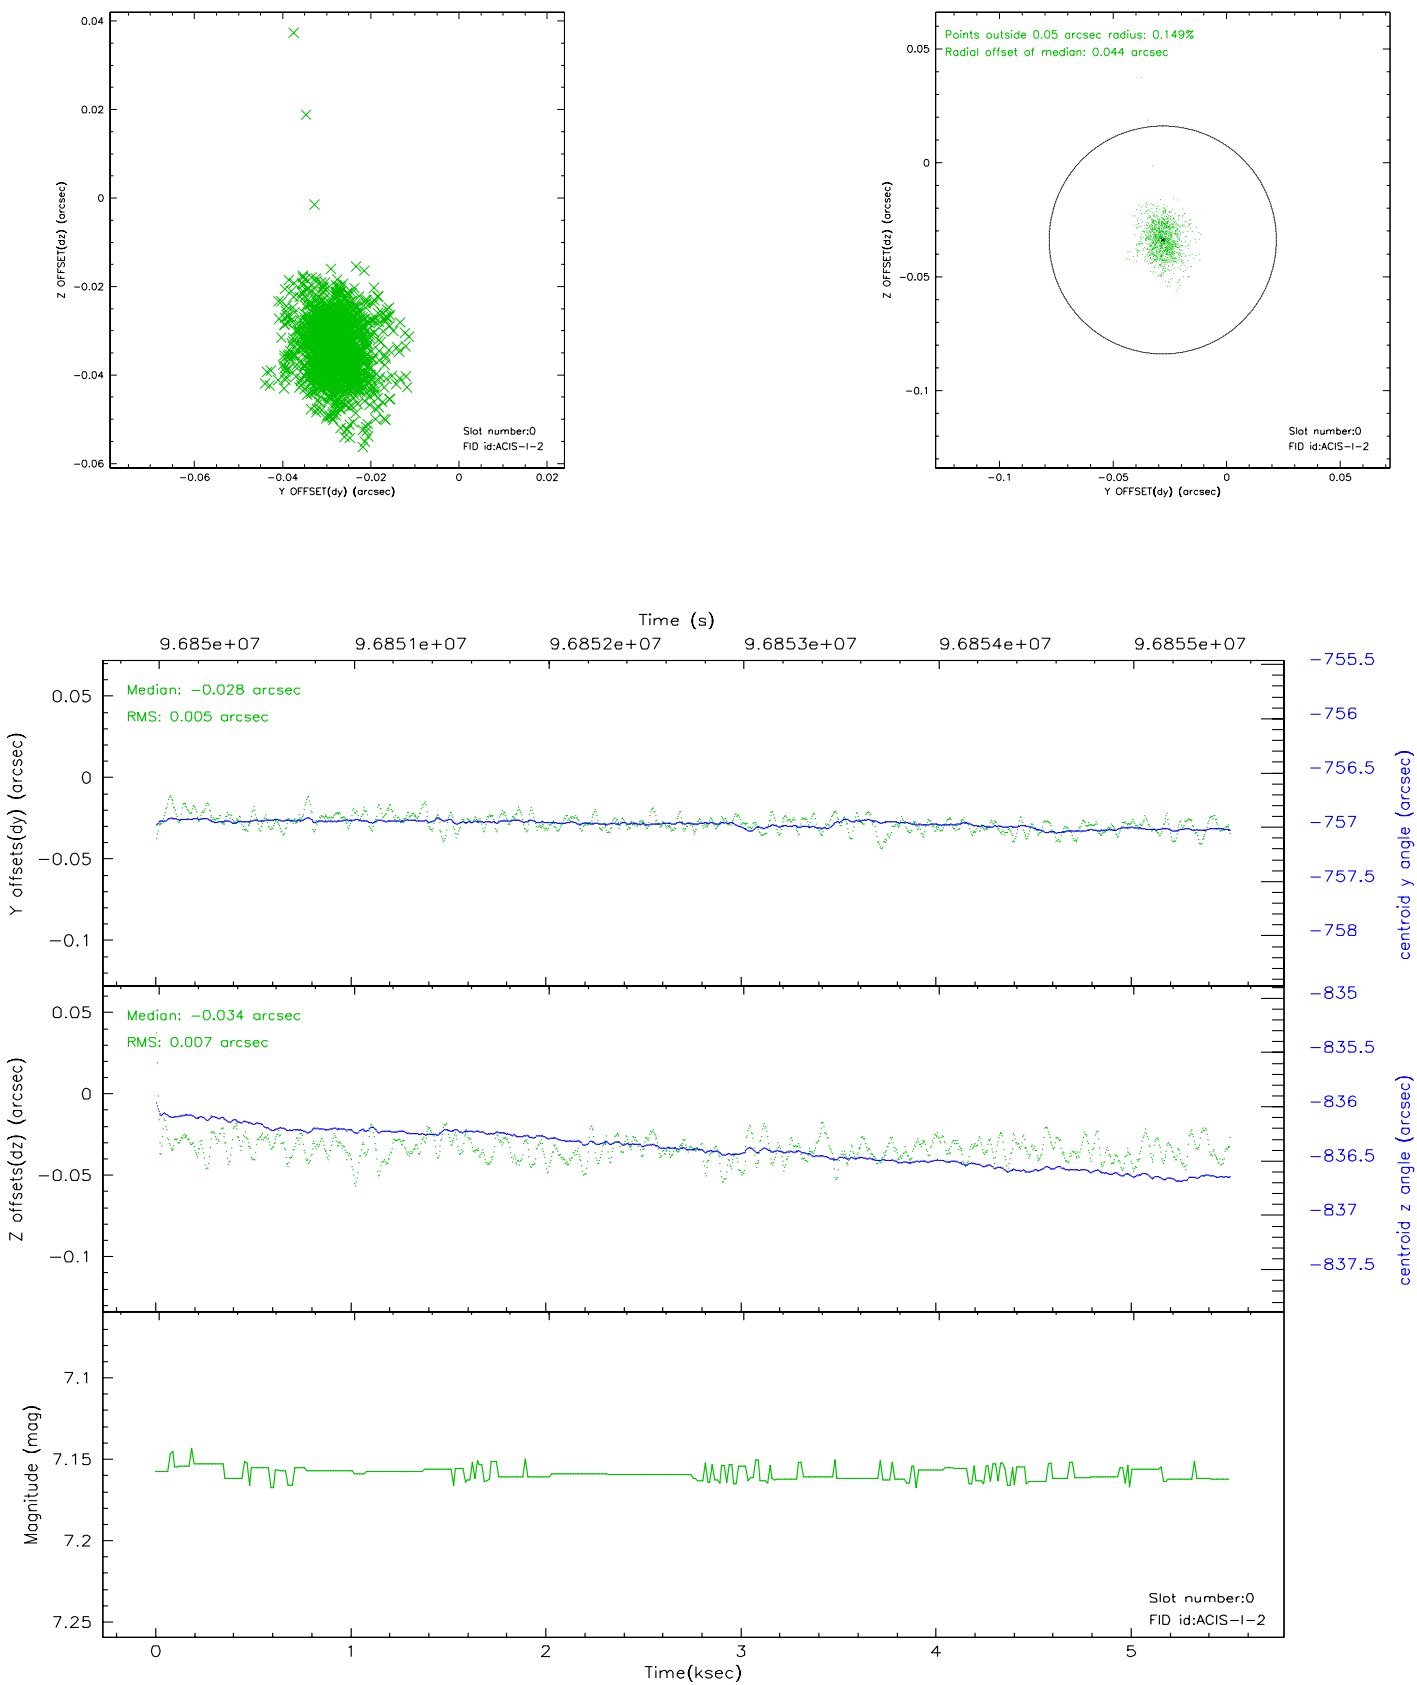 0.04
0.02
0
−0.02
−0.04
−0.06
Z OFFSET(dz) (arcsec)
Slot number:0
FID id:ACIS−I−2
−0.06
−0.04
−0.02
0
0.02
Y OFFSET(dy) (arcsec)
Points outside 0.05 arcsec radius: 0.149%
Radial offset of median: 0.044 arcsec
0.05
0
−0.05
−0.1
Z OFFSET(dz) (arcsec)
Slot number:0
FID id:ACIS−I−2
−0.1
−0.05
0
0.05
Y OFFSET(dy) (arcsec)
Time (s)
9.685e+07
9.6851e+07
9.6852e+07
9.6853e+07
9.6854e+07
9.6855e+07
Median: −0.028 arcsec
RMS: 0.005 arcsec
0.05
0
−0.05
−0.1
Y offsets(dy) (arcsec)
−755.5
−756
−756.5
−757
−757.5
−758
centroid y angle (arcsec)
Median: −0.034 arcsec
RMS: 0.007 arcsec
0.05
0
−0.05
−0.1
Z offsets(dz) (arcsec)
−835
−835.5
−836
−836.5
−837
−837.5
centroid z angle (arcsec)
7.1
7.15
7.2
7.25
Magnitude (mag)
Slot number:0
FID id:ACIS−I−2
0
1
2
3
4
5
Time(ksec)